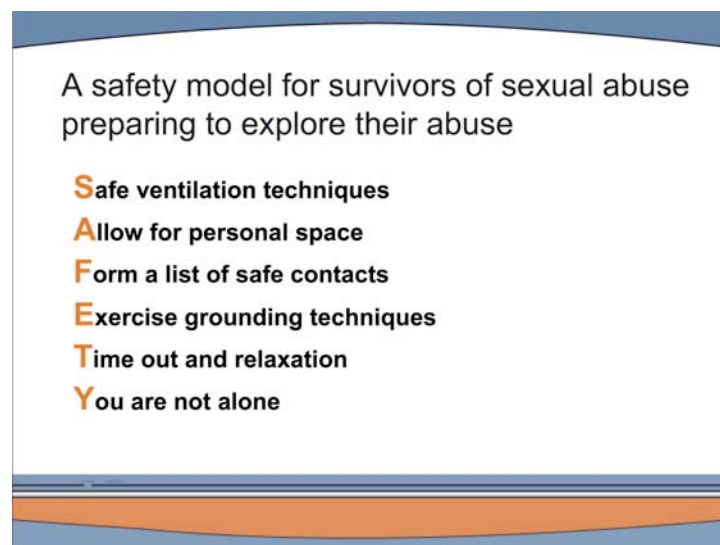 A safety model for survivors of sexual abuse
preparing to explore their abuse
Safe ventilation techniques
Allow for personal space
Form a list of safe contacts
Exercise grounding techniques
Time out and relaxation
You are not alone